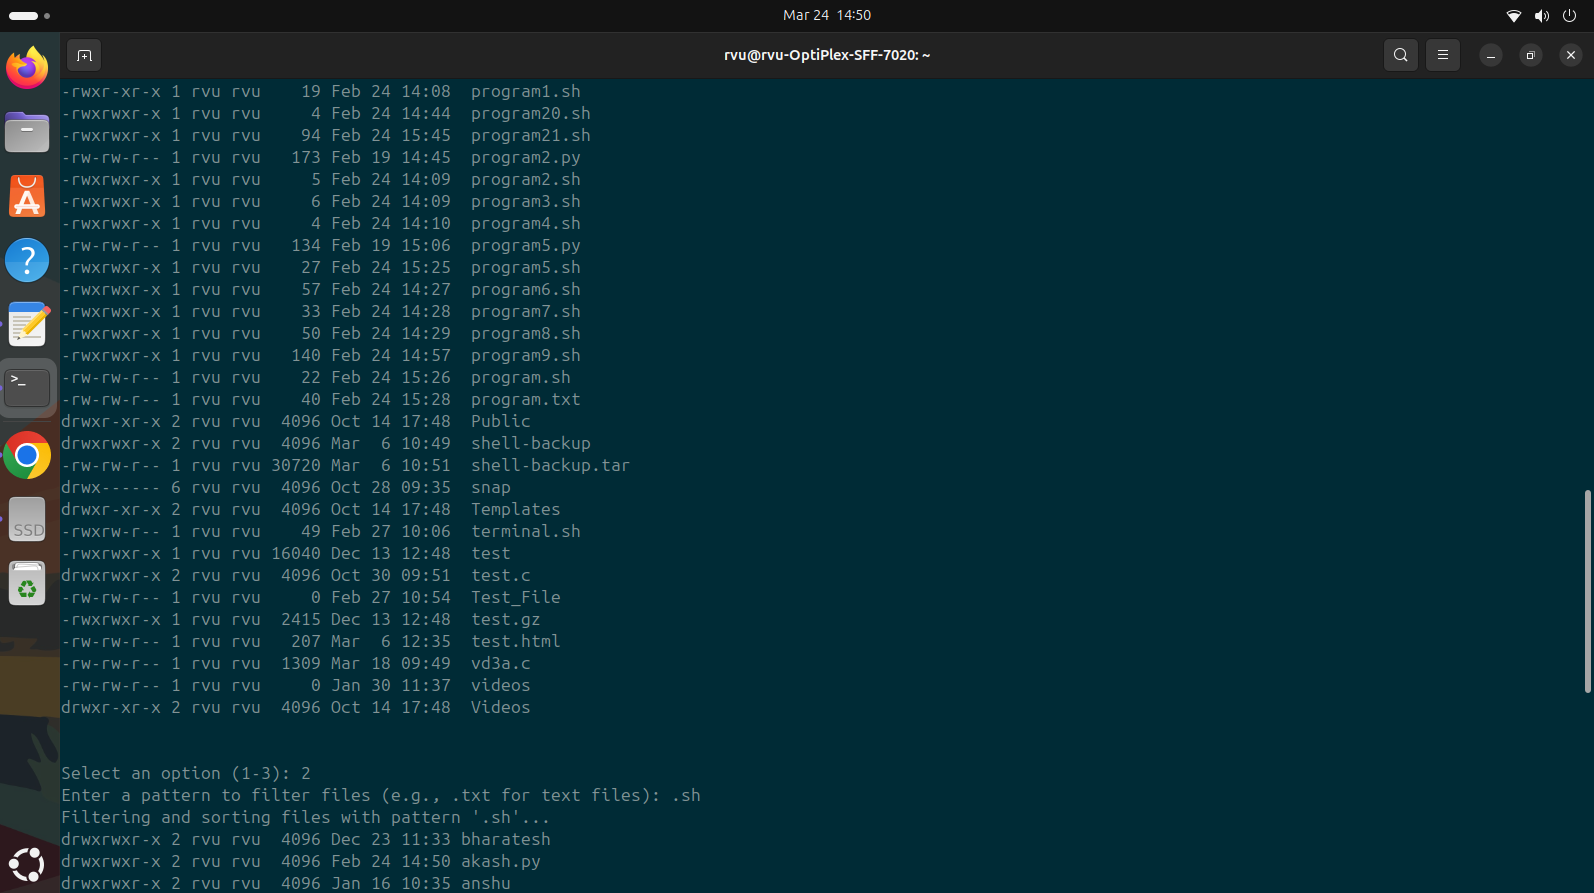 Mar 24 14:50
rvu@rvu-OptiPlex-SFF-7020: ~
-rwxr-xr-x 1 rvu rvu    19 Feb 24 14:08  program1.sh
-rwxrwxr-x 1 rvu rvu     4 Feb 24 14:44  program20.sh
-rwxrwxr-x 1 rvu rvu    94 Feb 24 15:45  program21.sh
-rw-rw-r-- 1 rvu rvu   173 Feb 19 14:45  program2.py
-rwxrwxr-x 1 rvu rvu     5 Feb 24 14:09  program2.sh
-rwxrwxr-x 1 rvu rvu     6 Feb 24 14:09  program3.sh
-rwxrwxr-x 1 rvu rvu     4 Feb 24 14:10  program4.sh
-rw-rw-r-- 1 rvu rvu   134 Feb 19 15:06  program5.py
-rwxrwxr-x 1 rvu rvu    27 Feb 24 15:25  program5.sh
-rwxrwxr-x 1 rvu rvu    57 Feb 24 14:27  program6.sh
-rwxrwxr-x 1 rvu rvu    33 Feb 24 14:28  program7.sh
-rwxrwxr-x 1 rvu rvu    50 Feb 24 14:29  program8.sh
-rwxrwxr-x 1 rvu rvu   140 Feb 24 14:57  program9.sh
-rw-rw-r-- 1 rvu rvu    22 Feb 24 15:26  program.sh
-rw-rw-r-- 1 rvu rvu    40 Feb 24 15:28  program.txt
drwxr-xr-x 2 rvu rvu  4096 Oct 14 17:48  Public
drwxrwxr-x 2 rvu rvu  4096 Mar  6 10:49  shell-backup
-rw-rw-r-- 1 rvu rvu 30720 Mar  6 10:51  shell-backup.tar
drwx------ 6 rvu rvu  4096 Oct 28 09:35  snap
drwxr-xr-x 2 rvu rvu  4096 Oct 14 17:48  Templates
-rwxrw-r-- 1 rvu rvu    49 Feb 27 10:06  terminal.sh
-rwxrwxr-x 1 rvu rvu 16040 Dec 13 12:48  test
drwxrwxr-x 2 rvu rvu  4096 Oct 30 09:51  test.c
-rw-rw-r-- 1 rvu rvu     0 Feb 27 10:54  Test_File
-rwxrwxr-x 1 rvu rvu  2415 Dec 13 12:48  test.gz
-rw-rw-r-- 1 rvu rvu   207 Mar  6 12:35  test.html
-rw-rw-r-- 1 rvu rvu  1309 Mar 18 09:49  vd3a.c
-rw-rw-r-- 1 rvu rvu     0 Jan 30 11:37  videos
drwxr-xr-x 2 rvu rvu  4096 Oct 14 17:48  Videos
Select an option (1-3): 2
Enter a pattern to filter files (e.g., .txt for text files): .sh
Filtering and sorting files with pattern '.sh'...
drwxrwxr-x 2 rvu rvu  4096 Dec 23 11:33 bharatesh
drwxrwxr-x 2 rvu rvu  4096 Feb 24 14:50 akash.py
drwxrwxr-x 2 rvu rvu  4096 Jan 16 10:35 anshu
SSD